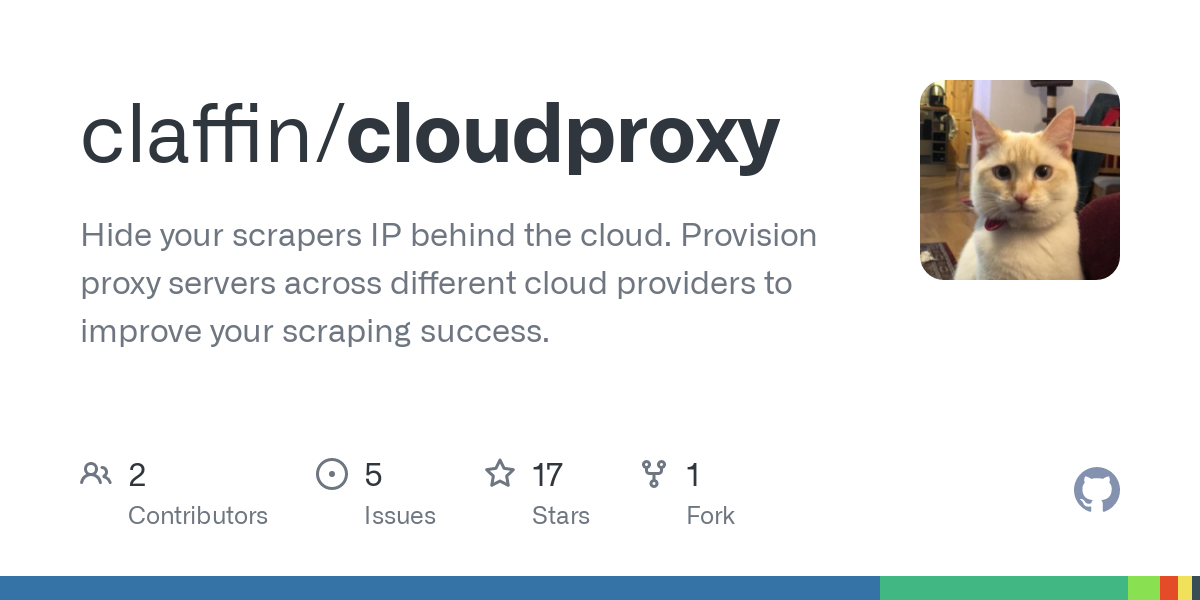 claffin/cloudproxy
Hide your scrapers IP behind the cloud. Provision
proxy servers across different cloud providers to
improve your scraping success.
2 5 17 1
Contributors Issues Stars Fork